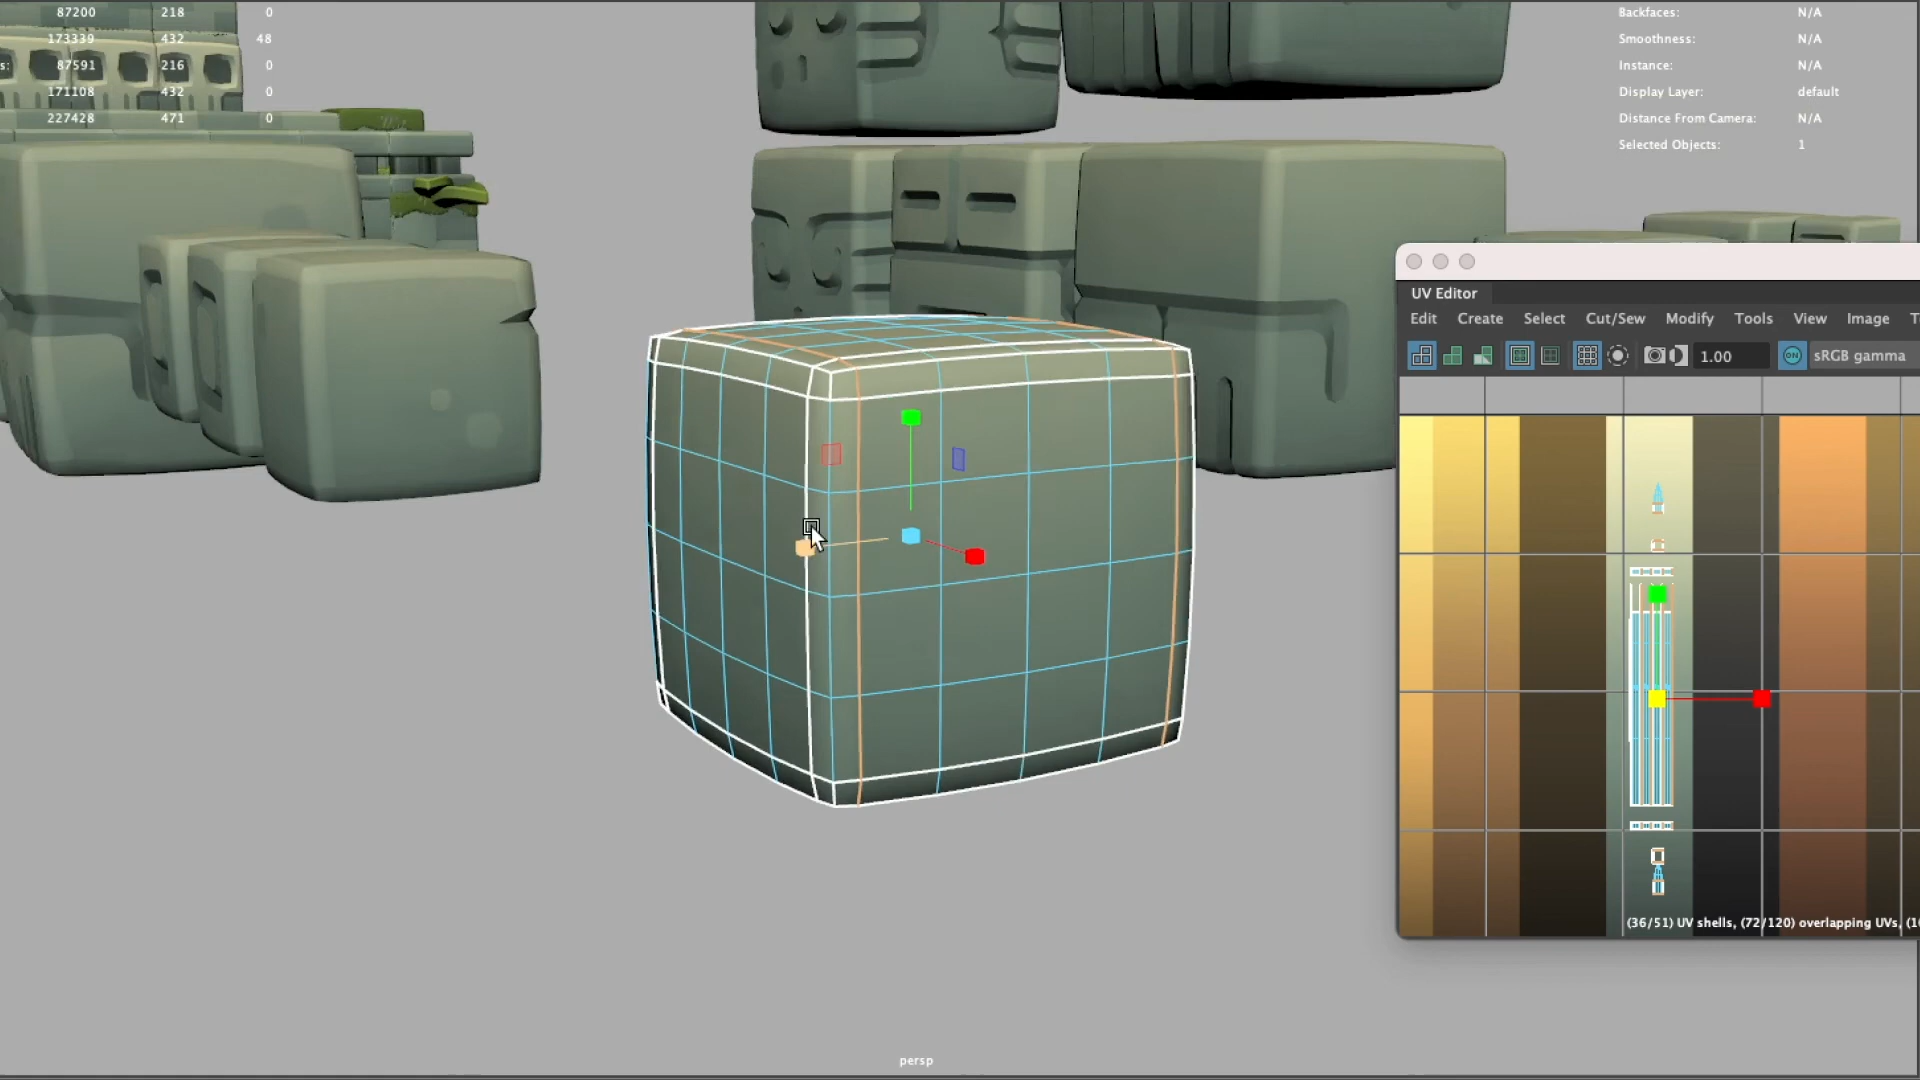 87200 218 0
173339 432 48
s: 87591 216 0
171108 432 0
227428 471 0
Backfaces: N/A
Smoothness: N/A
Instance: N/A
Display Layer: default
Distance From Camera: N/A
Selected Objects: 1
UV Editor
Edit Create Select Cut/Sew Modify Tools View Image T
1.00 ON sRGB gamma
(36/51) UV shells, (72/120) overlapping UVs, (1
persp